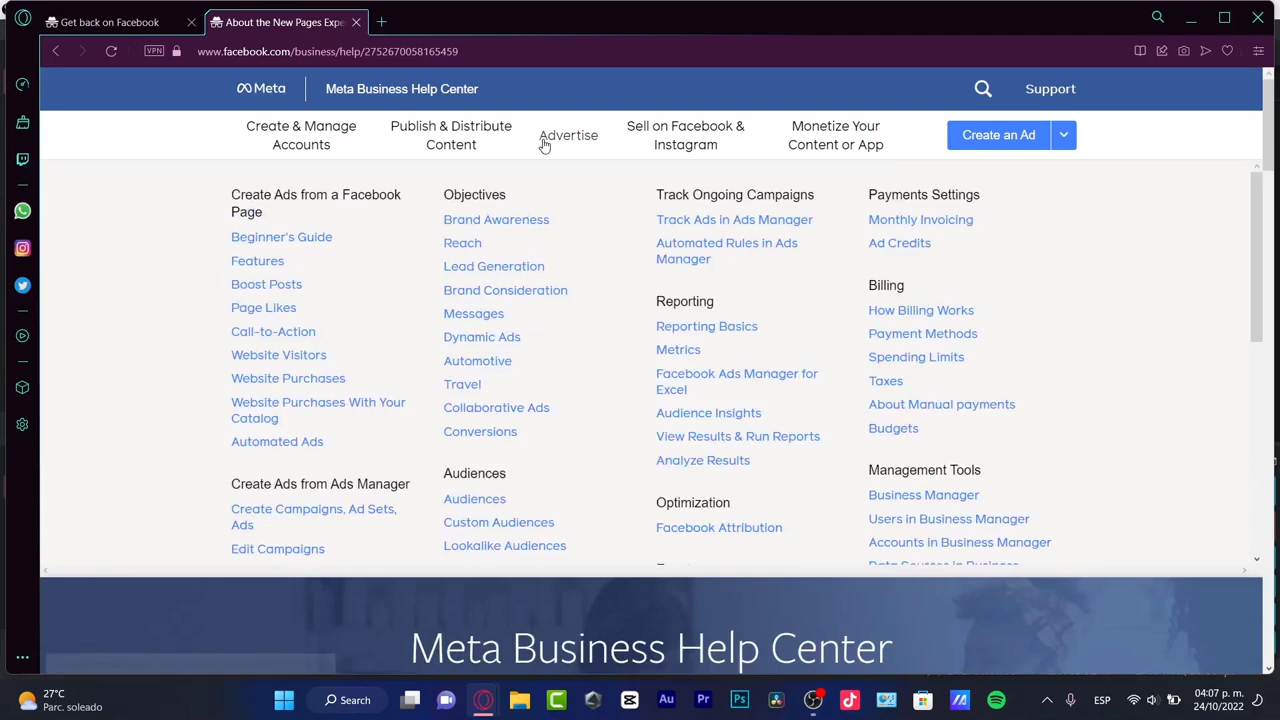 Get back on Facebook
About the New Pages Expe
VPN
www.facebook.com/business/help/2752670058165459
Meta
Meta Business Help Center
Support
Create & Manage
Accounts
Publish & Distribute
Content
Advertise
Sell on Facebook &
Instagram
Monetize Your
Content or App
Create an Ad
Create Ads from a Facebook
Page
Beginner's Guide
Features
Boost Posts
Page Likes
Call-to-Action
Website Visitors
Website Purchases
Website Purchases With Your
Catalog
Automated Ads
Create Ads from Ads Manager
Create Campaigns, Ad Sets,
Ads
Edit Campaigns
Objectives
Brand Awareness
Reach
Lead Generation
Brand Consideration
Messages
Dynamic Ads
Automotive
Travel
Collaborative Ads
Conversions
Audiences
Audiences
Custom Audiences
Lookalike Audiences
Track Ongoing Campaigns
Track Ads in Ads Manager
Automated Rules in Ads
Manager
Reporting
Reporting Basics
Metrics
Facebook Ads Manager for
Excel
Audience Insights
View Results & Run Reports
Analyze Results
Optimization
Facebook Attribution
Payments Settings
Monthly Invoicing
Ad Credits
Billing
How Billing Works
Payment Methods
Spending Limits
Taxes
About Manual payments
Budgets
Management Tools
Business Manager
Users in Business Manager
Accounts in Business Manager
Data Sources in Business
Meta Business Help Center
27°C
Parc. soleado
Search
Au
Pr
Ps
ESP
04:07 p. m.
24/10/2022